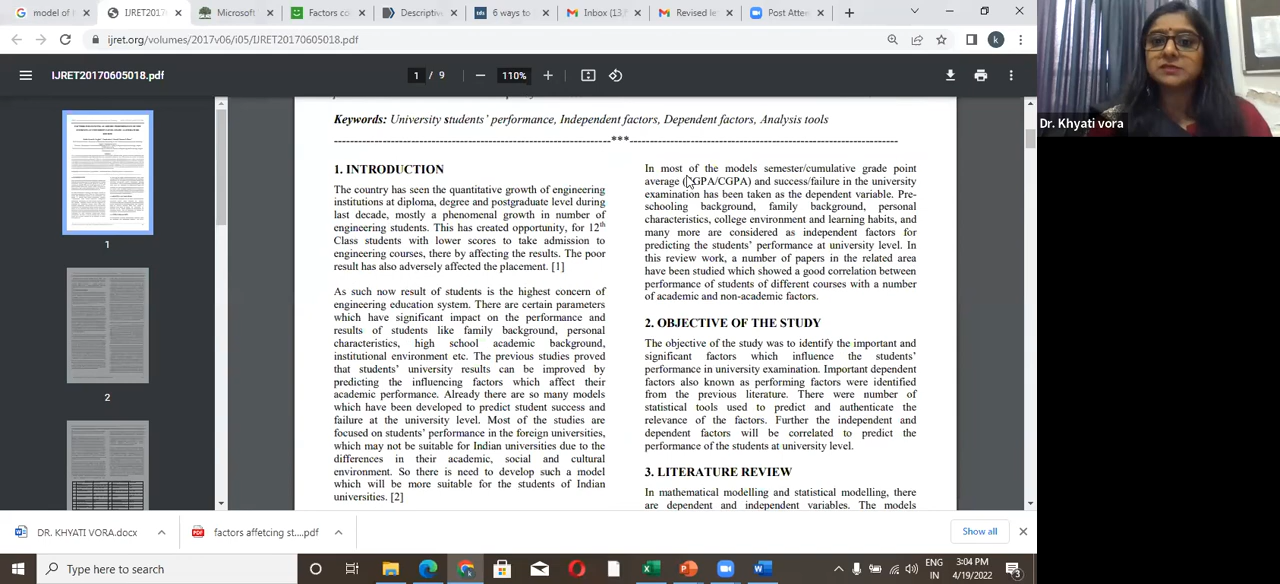 model of
IJRET201
Microsoft
Factors co
Descriptiv
6 ways to
Inbox (13,
Revised le
Post Atten
ijret.org/volumes/2017v06/i05/IJRET20170605018.pdf
k
IJRET20170605018.pdf
1 / 9
110%
Dr. Khyati vora
Keywords: University students' performance, Independent factors, Dependent factors, Analysis tools
***
1. INTRODUCTION
The country has seen the quantitative growth of engineering
institutions at diploma, degree and postgraduate level during
last decade, mostly a phenomenal growth in number of
engineering students. This has created opportunity, for 12th
Class students with lower scores to take admission to
engineering courses, there by affecting the results. The poor
result has also adversely affected the placement. [1]
As such now result of students is the highest concern of
engineering education system. There are certain parameters
which have significant impact on the performance and
results of students like family background, personal
characteristics, high school academic background,
institutional environment etc. The previous studies proved
that students' university results can be improved by
predicting the influencing factors which affect their
academic performance. Already there are so many models
which have been developed to predict student success and
failure at the university level. Most of the studies are
focused on students' performance in the foreign universities,
which may not be suitable for Indian universities due to the
differences in their academic, social and cultural
environment. So there is need to develop such a model
which will be more suitable for the students of Indian
universities. [2]
In most of the models semester/cumulative grade point
average (SGPA/CGPA) and success/failure in the university
examination has been taken as the dependent variable. Pre-
schooling background, family background, personal
characteristics, college environment and learning habits, and
many more are considered as independent factors for
predicting the students' performance at university level. In
this review work, a number of papers in the related area
have been studied which showed a good correlation between
performance of students of different courses with a number
of academic and non-academic factors.
2. OBJECTIVE OF THE STUDY
The objective of the study was to identify the important and
significant factors which influence the students'
performance in university examination. Important dependent
factors also known as performing factors were identified
from the previous literature. There were number of
statistical tools used to predict and authenticate the
relevance of the factors. Further the independent and
dependent factors will be correlated to predict the
performance of the students at university level.
3. LITERATURE REVIEW
In mathematical modelling and statistical modelling, there
are dependent and independent variables. The models
1
2
DR. KHYATI VORA.docx
factors affetcing st....pdf
Show all
Type here to search
ENG
IN
3:04 PM
4/19/2022
3